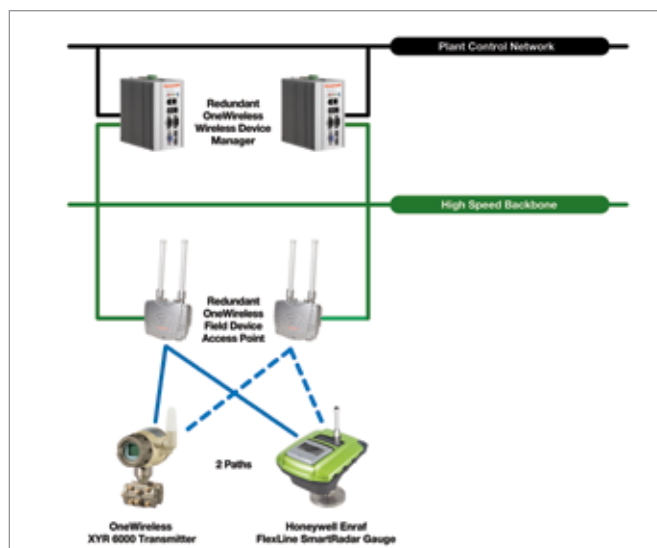 Plant Control Network
Redundant
OneWireless
Wireless Device
Manager
High Speed Backbone
Redundant
OneWireless
Field Device
Access Point
2 Paths
OneWireless
XYR 6000 Transmitter
Honeywell Enraf
FlexLine SmartRadar Gauge